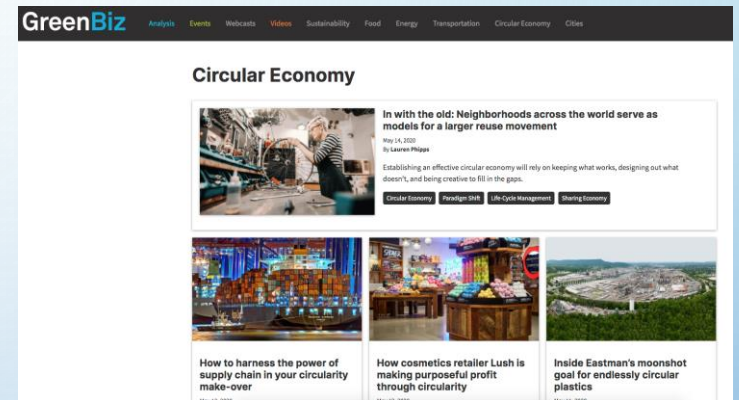 GreenBiz
Analysis Events Webcasts Videos Sustainability Food Energy Transportation Circular Economy Cities
Circular Economy
In with the old: Neighborhoods across the world serve as
models for a larger reuse movement
May 14, 2020
By Lauren Phipps
Establishing an effective circular economy will rely on keeping what works, designing out what
doesn't, and being creative to fill in the gaps.
Circular Economy Paradigm Shift Life-Cycle Management Sharing Economy
How to harness the power of
supply chain in your circularity
make-over
How cosmetics retailer Lush is
making purposeful profit
through circularity
Inside Eastman's moonshot
goal for endlessly circular
plastics